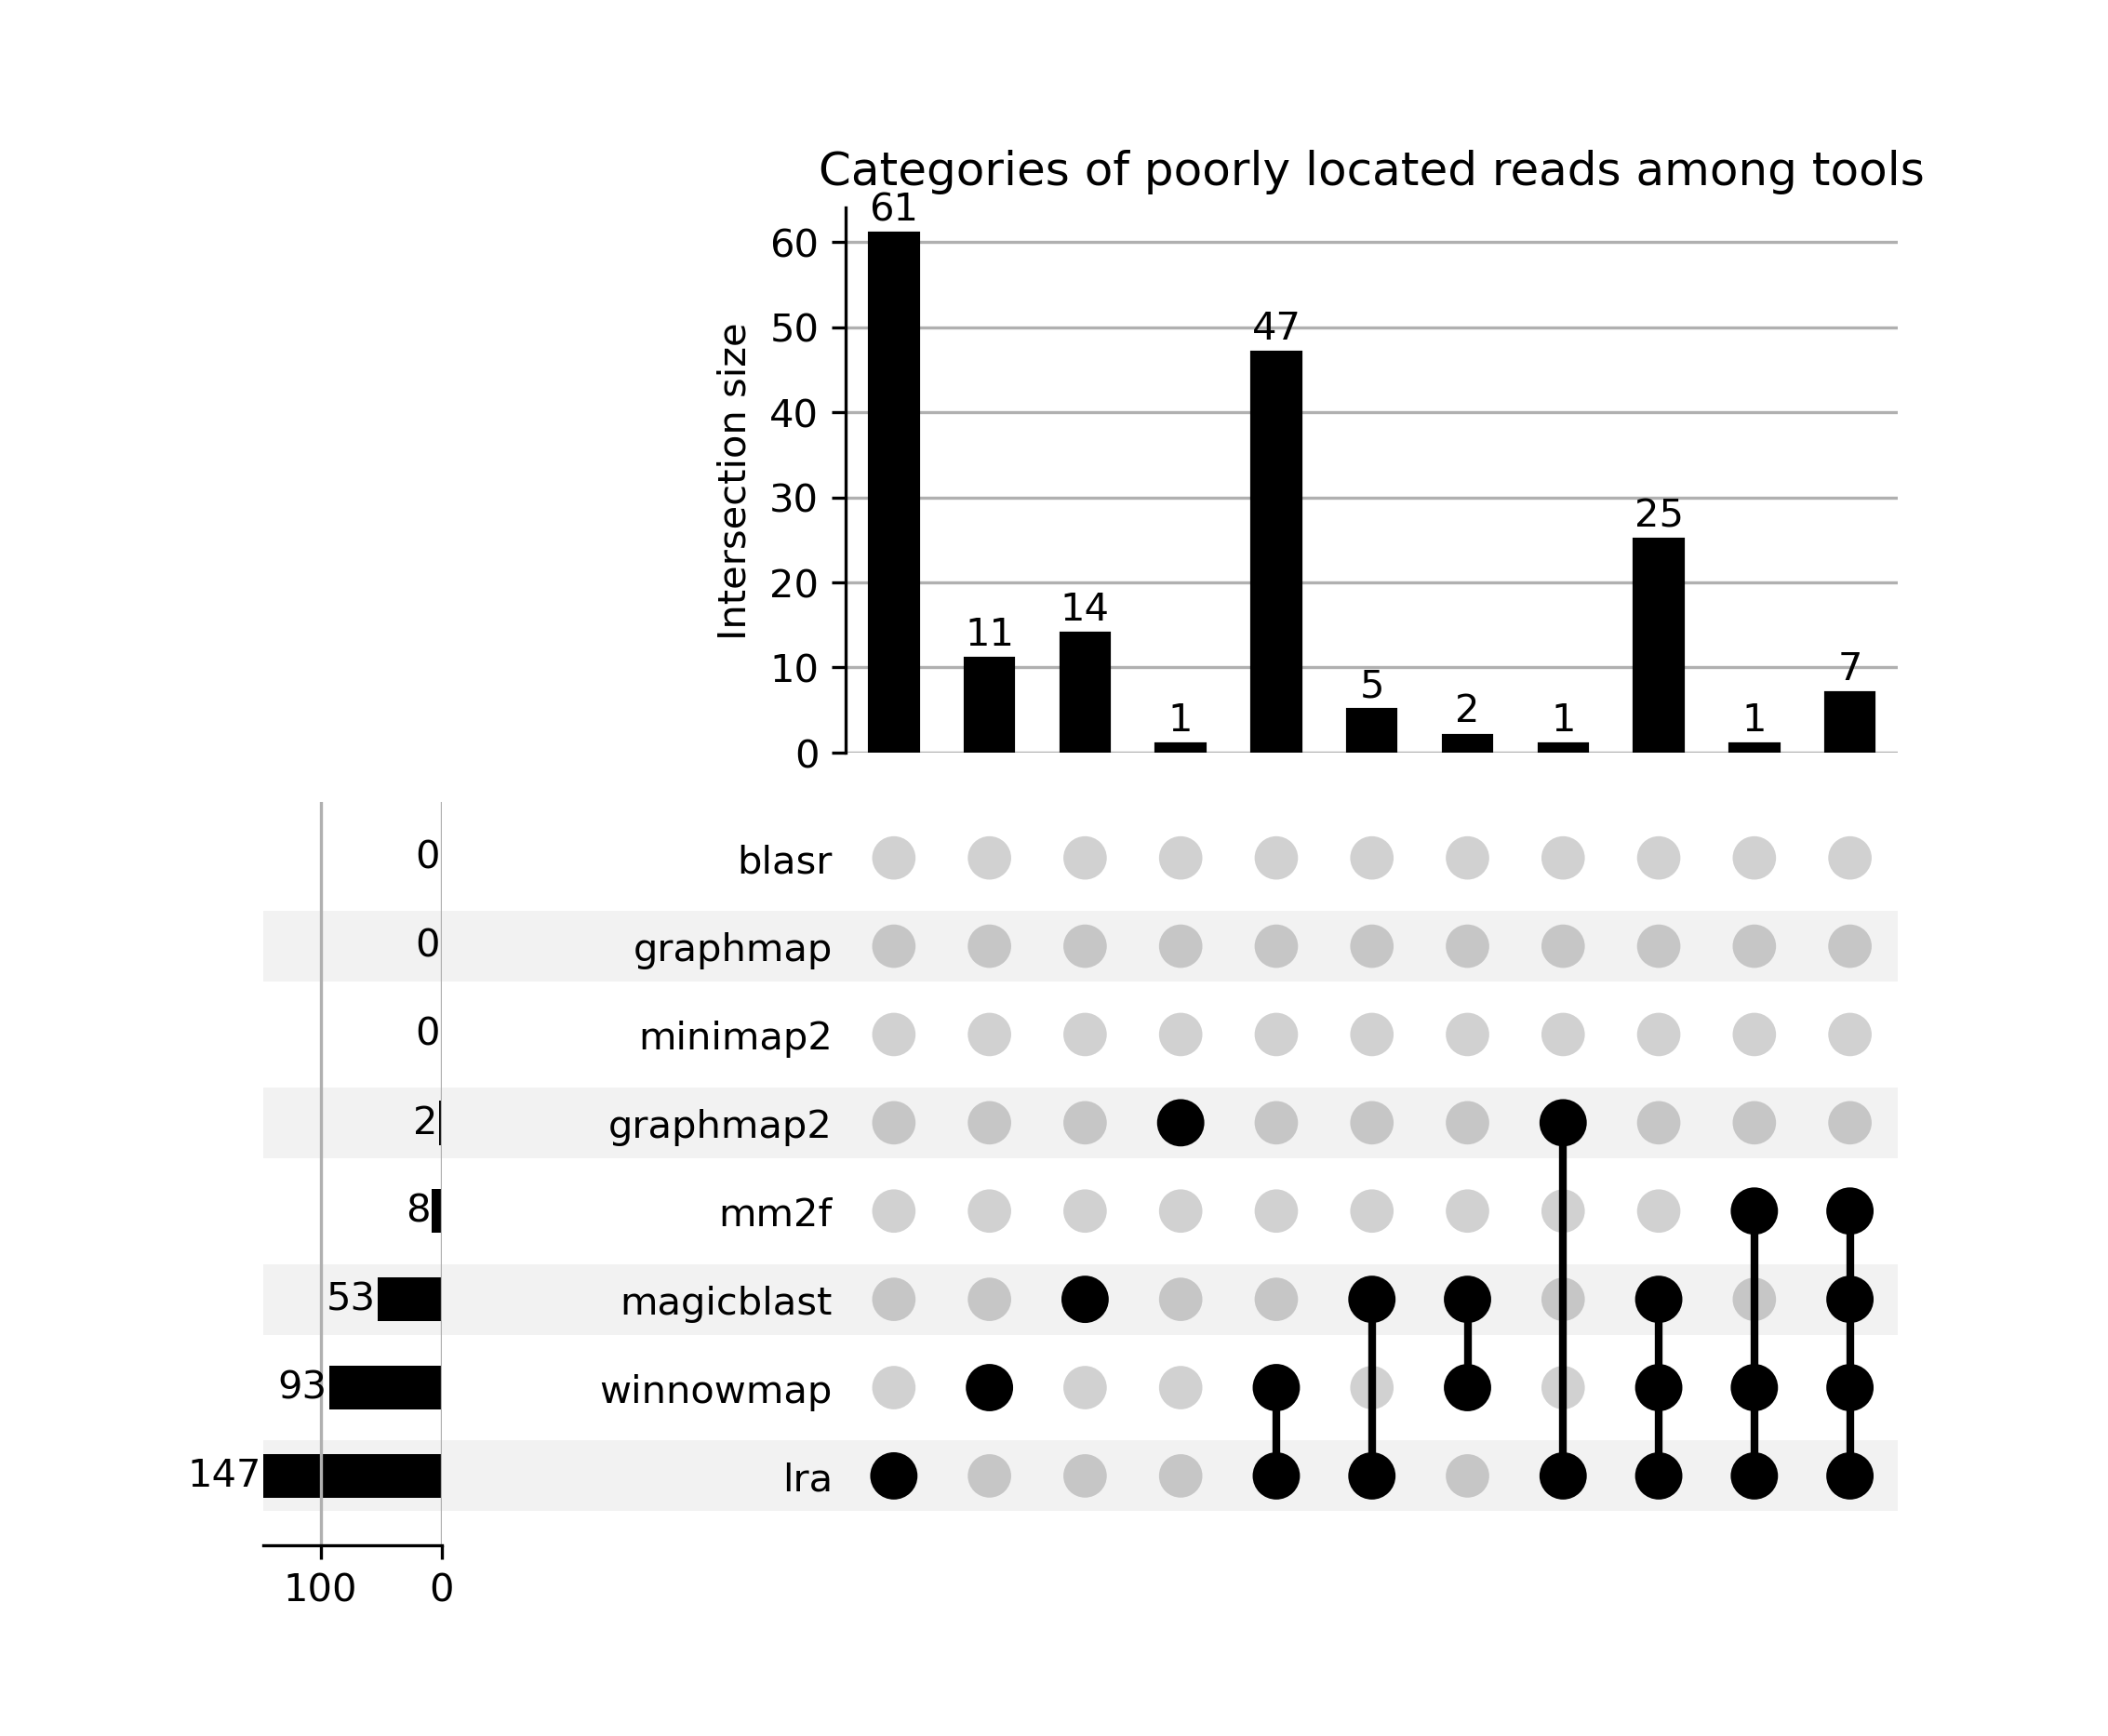 Categories of poorly located reads among tools
61
60
50
47
40
Intersection size
30
25
20
14
11
10
7
5
2
1
1
1
0
0
blasr
0
graphmap
0
minimap2
2
graphmap2
8
mm2f
53
magicblast
93
winnowmap
147
lra
100
0